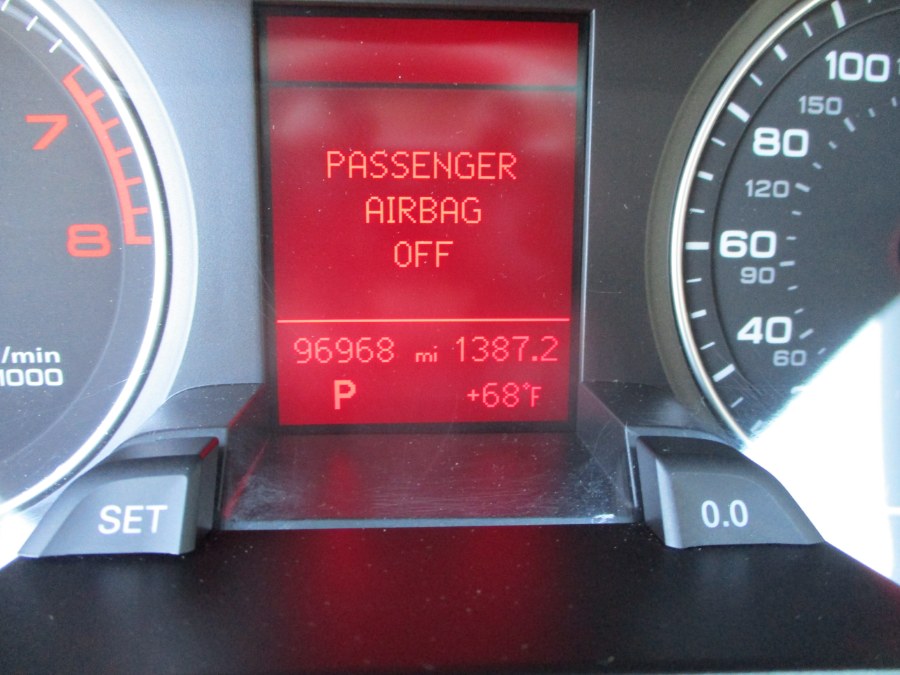 PASSENGER
AIRBAG
OFF
96968 mi 1387.2
P +68°F
7
8
/min
1000
100
150
80
120
60
90
40
60
SET
0.0